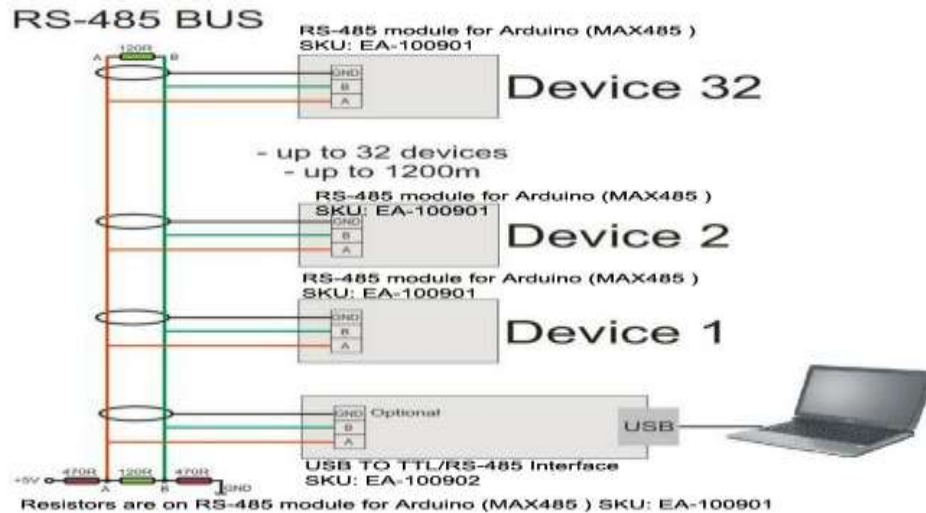 RS-485 BUS
RS-485 module for Arduino (MAX485 )
SKU: EA-100901
A 120R B
GND
B
A
Device 32
- up to 32 devices
- up to 1200m
RS-485 module for Arduino (MAX485 )
SKU: EA-100901
GND
B
A
Device 2
RS-485 module for Arduino (MAX485 )
SKU: EA-100901
GND
B
A
Device 1
GND Optional
B
A
USB
USB TO TTL/RS-485 Interface
SKU: EA-100902
+5V 470R 120R 470R
A B GND
Resistors are on RS-485 module for Arduino (MAX485 ) SKU: EA-100901